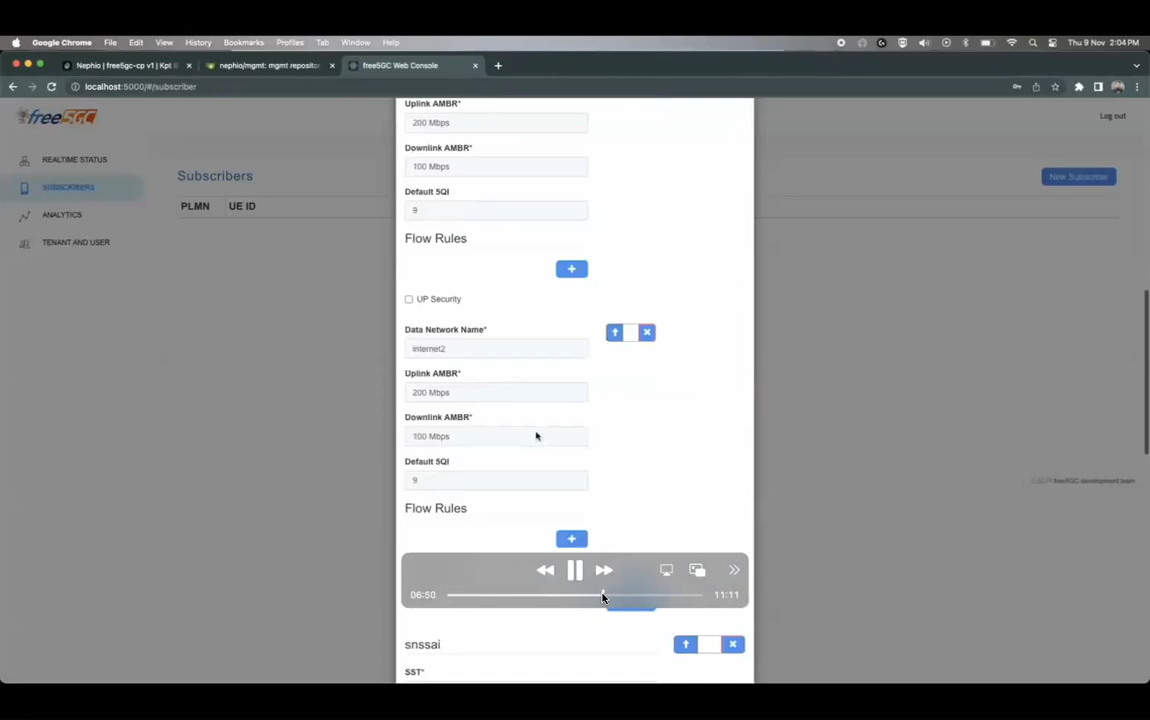 Google Chrome File Edit View History Bookmarks Profiles Tab Window Help Thu 9 Nov 2:04 PM
Nephio | free5gc-cp v1 | Kpt nephio/mgmt: mgmt repositor free5GC Web Console
localhost:5000/#/subscriber
free5GC
Log out
REALTIME STATUS
SUBSCRIBERS
ANALYTICS
TENANT AND USER
Subscribers
New Subscriber
PLMN UE ID
Uplink AMBR*
200 Mbps
Downlink AMBR*
100 Mbps
Default 5QI
9
Flow Rules
+
UP Security
Data Network Name*
internet2
Uplink AMBR*
200 Mbps
Downlink AMBR*
100 Mbps
Default 5QI
9
Flow Rules
+
06:50 11:11
snssai
SST*
free5GC development team